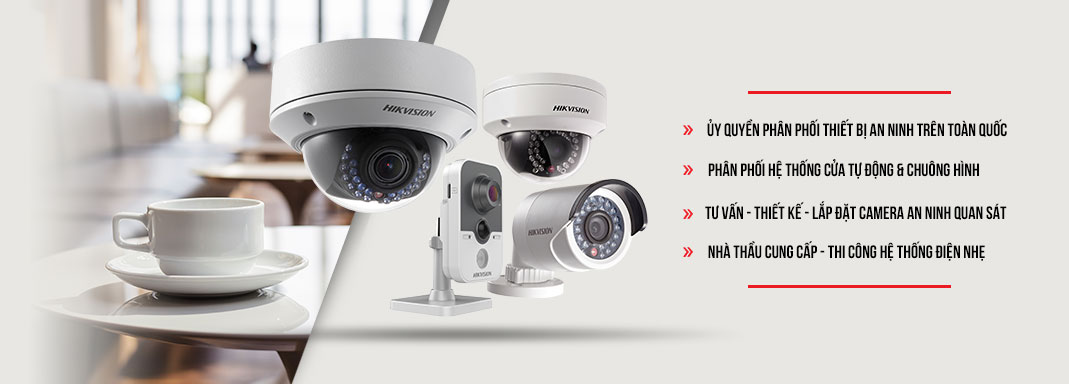 HIKVISION
HIKVISION
HIKVISION
HIKVISION
ỦY QUYỀN PHÂN PHỐI THIẾT BỊ AN NINH TRÊN TOÀN QUỐC
PHÂN PHỐI HỆ THỐNG CỬA TỰ ĐỘNG & CHUÔNG HÌNH
TƯ VẤN - THIẾT KẾ - LẮP ĐẶT CAMERA AN NINH QUAN SÁT
NHÀ THẦU CUNG CẤP - THI CÔNG HỆ THỐNG ĐIỆN NHẸ